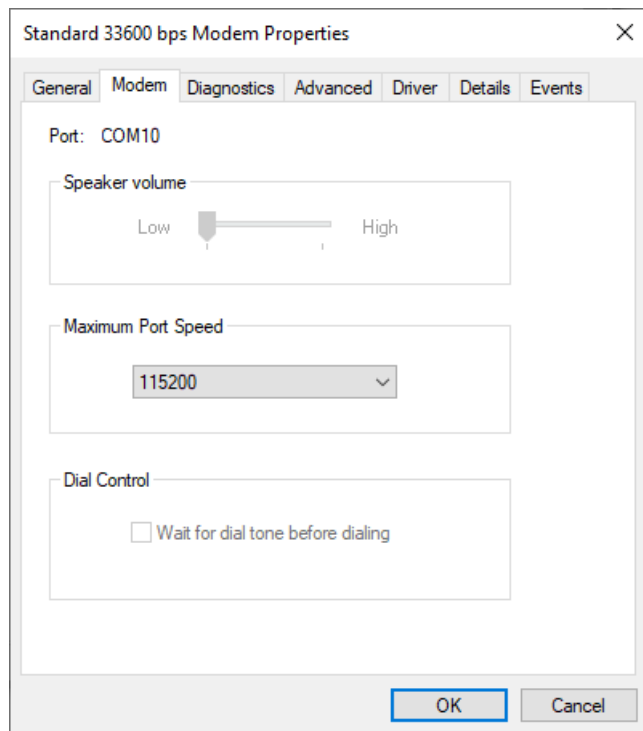 Standard 33600 bps Modem Properties
General Modem Diagnostics Advanced Driver Details Events
Port: COM10
Speaker volume
Low High
Maximum Port Speed
115200
Dial Control
Wait for dial tone before dialing
OK Cancel